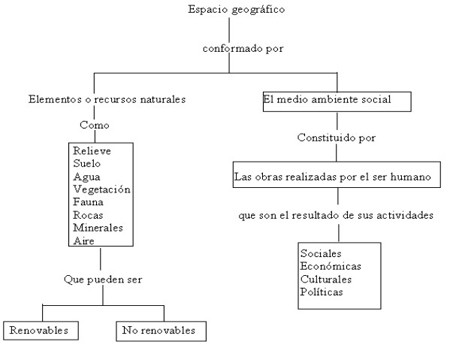 Espacio geográfico
conformado por
Elementos o recursos naturales
Como
Relieve
Suelo
Agua
Vegetación
Fauna
Rocas
Minerales
Aire
Que pueden ser
Renovables
No renovables
El medio ambiente social
Constituido por
Las obras realizadas por el ser humano
que son el resultado de sus actividades
Sociales
Económicas
Culturales
Políticas